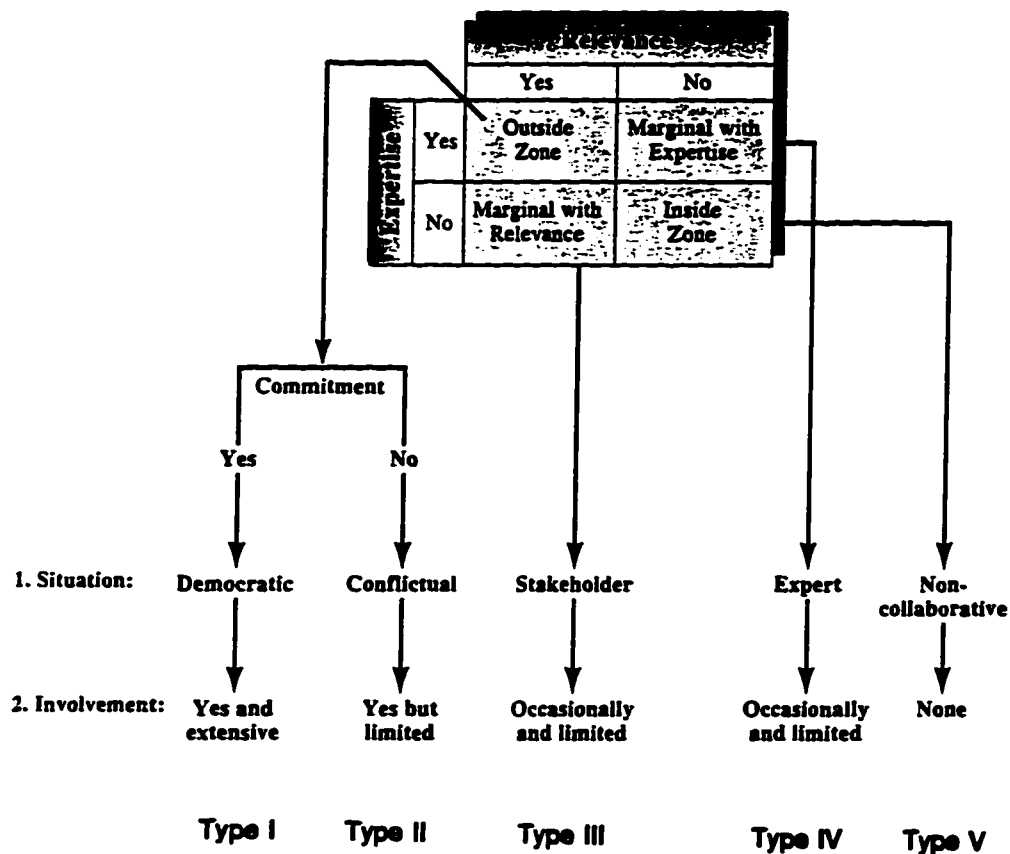 Relevance
Yes No
Expertise
Yes
Outside
Zone
Marginal with
Expertise
No
Marginal with
Relevance
Inside
Zone
Commitment
Yes No
1. Situation: Democratic Conflictual Stakeholder Expert Non-
collaborative
2. Involvement: Yes and
extensive
Yes but
limited
Occasionally
and limited
Occasionally
and limited
None
Type I Type II Type III Type IV Type V